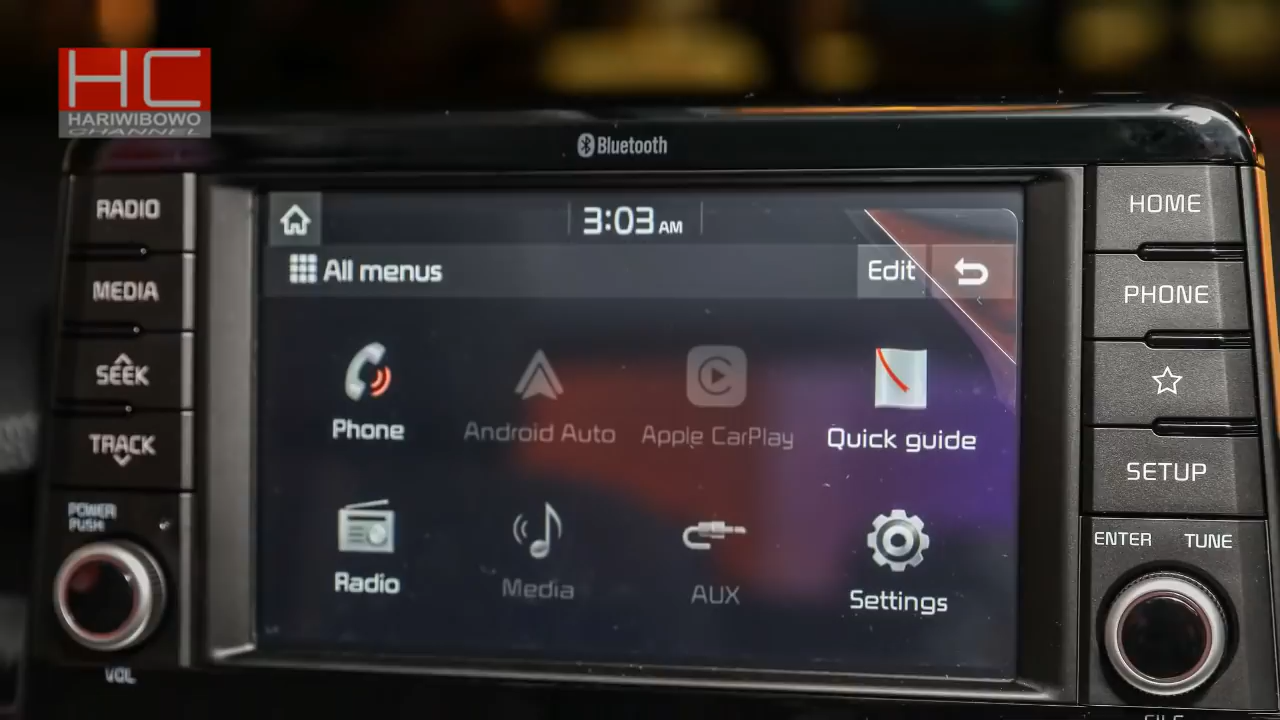 HC
HARIWIBOWO
CHANNEL
Bluetooth
RADIO
MEDIA
SEEK
TRACK
POWER
PUSH
VOL
3:03 AM
All menus
Edit
Phone
Android Auto
Apple CarPlay
Quick guide
Radio
Media
AUX
Settings
HOME
PHONE
SETUP
ENTER TUNE
FILE